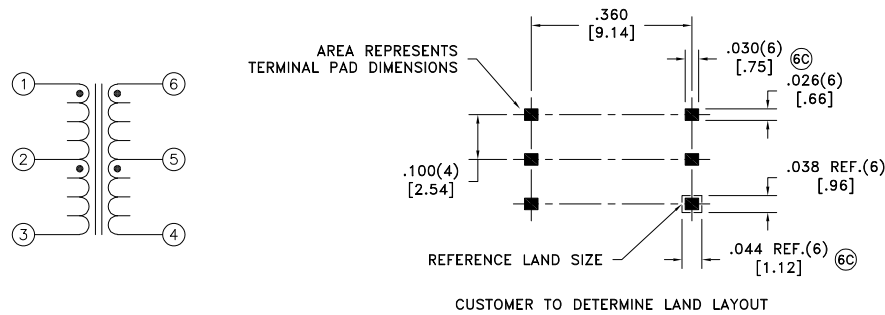 .360
[9.14]
AREA REPRESENTS
TERMINAL PAD DIMENSIONS
.030(6) 6C
[.75]
.026(6)
[.66]
1
6
2
5
3
4
.100(4)
[2.54]
.038 REF.(6)
[.96]
REFERENCE LAND SIZE
.044 REF.(6) 6C
[1.12]
CUSTOMER TO DETERMINE LAND LAYOUT